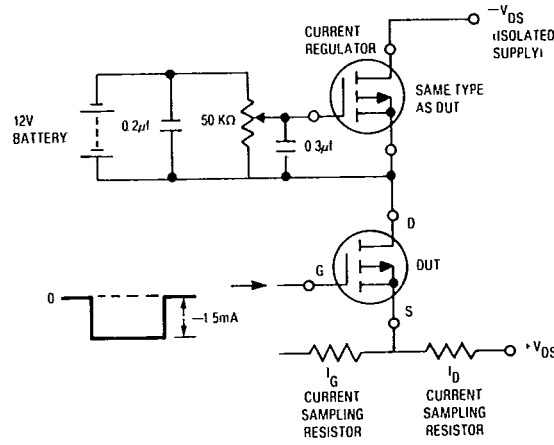 −VDS
(ISOLATED
SUPPLY)
CURRENT
REGULATOR
SAME TYPE
AS DUT
12V
BATTERY
0.2µf
50 KΩ
0.3µf
D
DUT
G
0
−1.5mA
S
+VDS
IG
CURRENT
SAMPLING
RESISTOR
ID
CURRENT
SAMPLING
RESISTOR